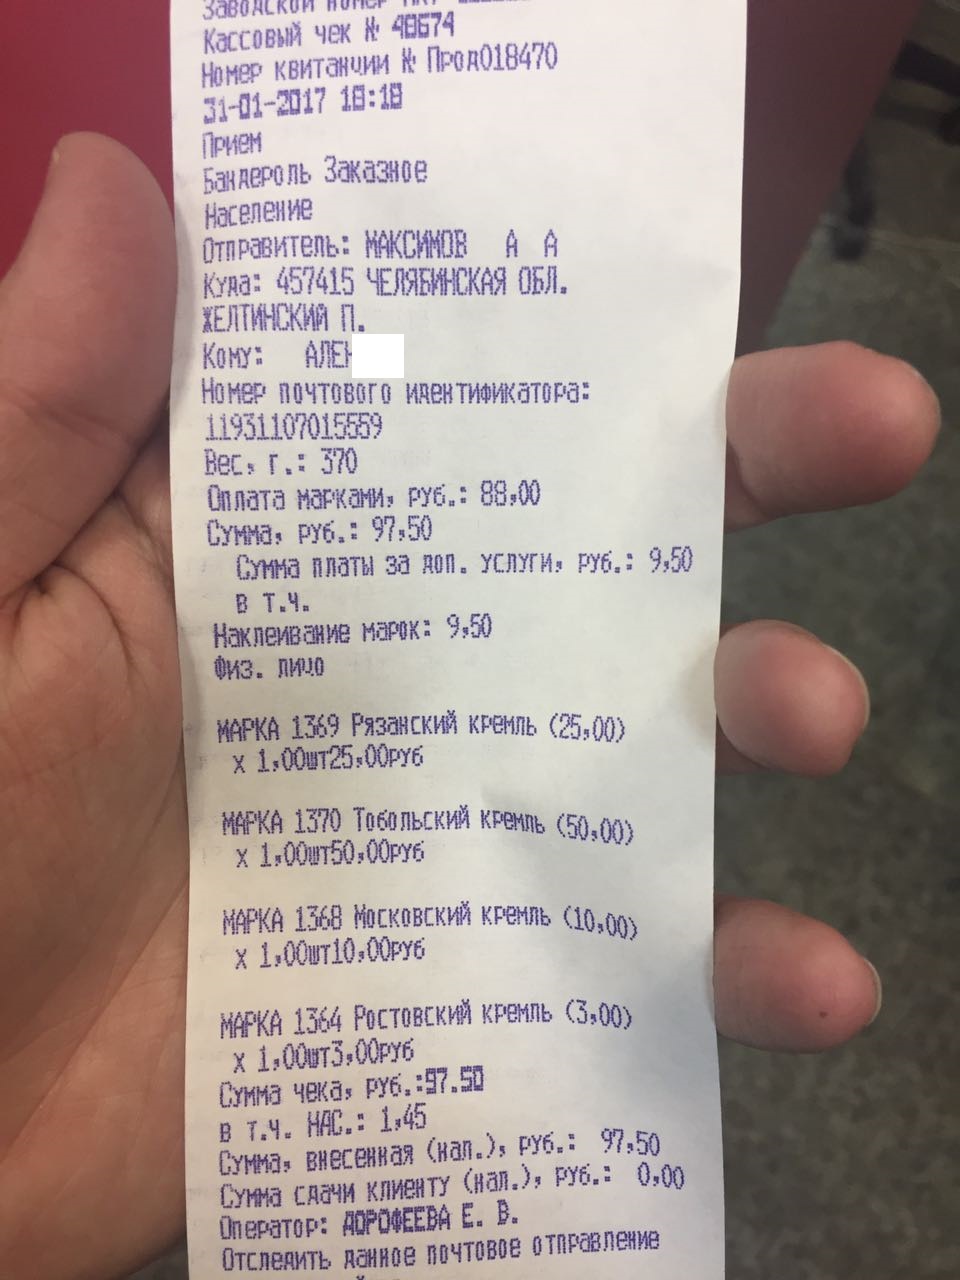 Заводской номер
Кассовый чек № 48674
Номер квитанции № Прод018470
31-01-2017 18:18
Прием
Бандероль Заказное
Население
Отправитель: МАКСИМОВ А А
Куда: 457415 ЧЕЛЯБИНСКАЯ ОБЛ.
ЖЕЛТИНСКИЙ П.
Кому: АЛЕН
Номер почтового идентификатора:
11931107015559
Вес, г.: 370
Оплата марками, руб.: 88,00
Сумма, руб.: 97,50
Сумма платы за доп. услуги, руб.: 9,50
в т.ч.
Наклеивание марок: 9,50
Физ. лицо
МАРКА 1369 Рязанский кремль (25,00)
х 1,00шт25,00руб
МАРКА 1370 Тобольский кремль (50,00)
х 1,00шт50,00руб
МАРКА 1368 Московский кремль (10,00)
х 1,00шт10,00руб
МАРКА 1364 Ростовский кремль (3,00)
х 1,00шт3,00руб
Сумма чека, руб.:97.50
в т.ч. НДС.: 1,45
Сумма, внесенная (нал.), руб.: 97,50
Сумма сдачи клиенту (нал.), руб.: 0,00
Оператор: ДОРОФЕЕВА Е. В.
Отследить данное почтовое отправление